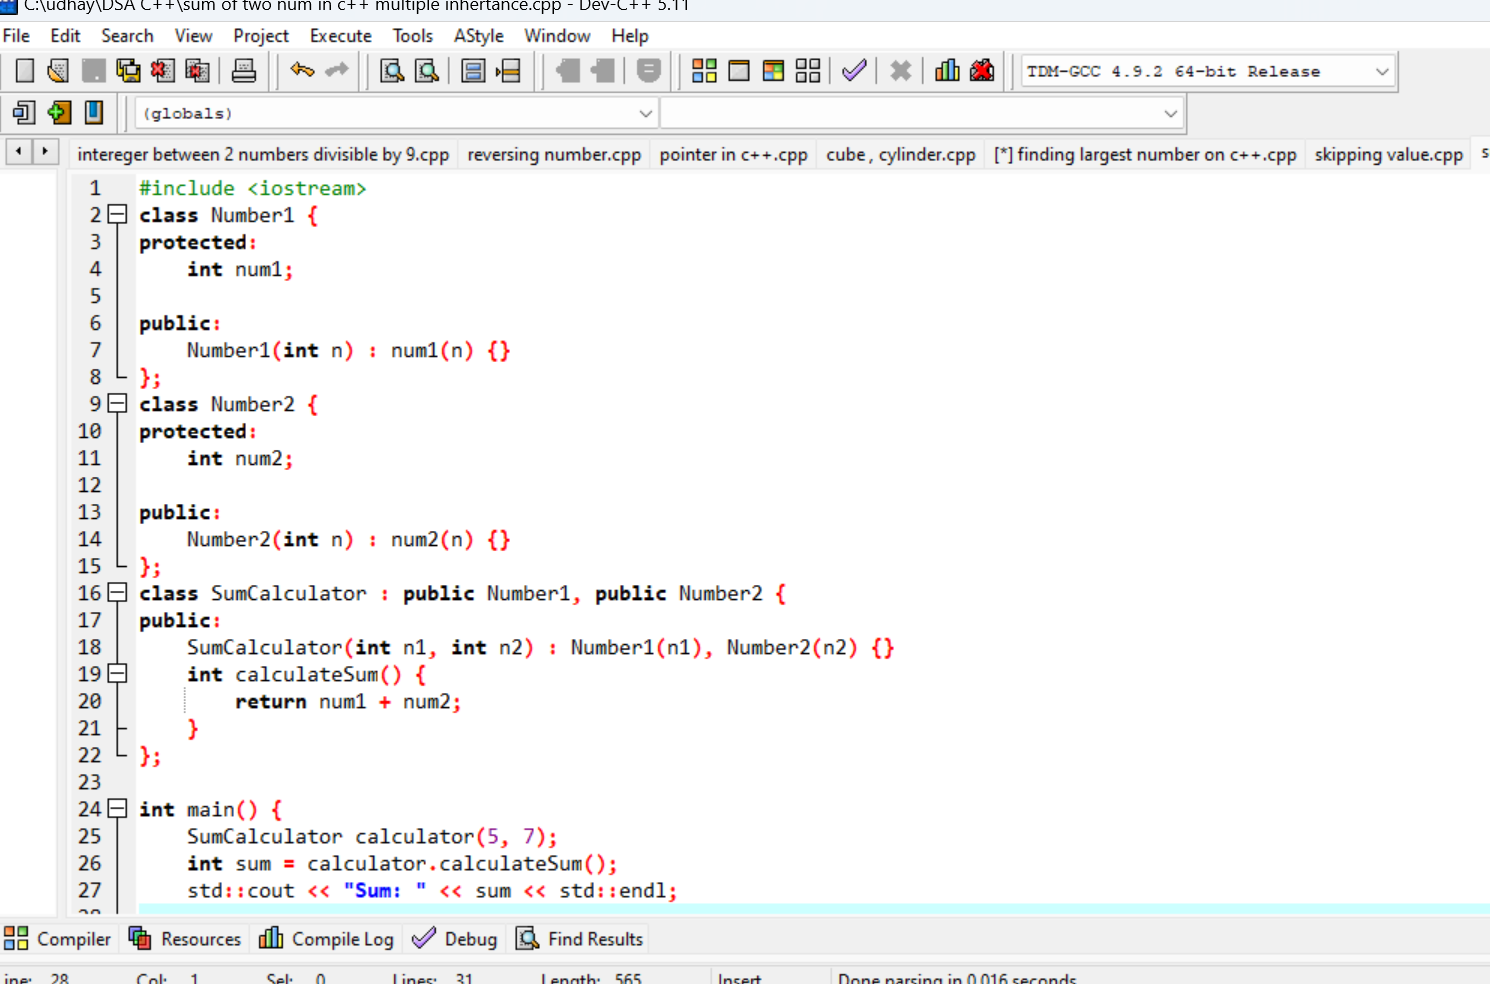 C:\udhay\DSA C++\sum of two num in c++ multiple inhertance.cpp - Dev-C++ 5.11
File Edit Search View Project Execute Tools AStyle Window Help
TDM-GCC 4.9.2 64-bit Release
(globals)
intereger between 2 numbers divisible by 9.cpp reversing number.cpp pointer in c++.cpp cube , cylinder.cpp [*] finding largest number on c++.cpp skipping value.cpp s
1 #include <iostream>
2 class Number1 {
3 protected:
4 int num1;
5
6 public:
7 Number1(int n) : num1(n) {}
8 };
9 class Number2 {
10 protected:
11 int num2;
12
13 public:
14 Number2(int n) : num2(n) {}
15 };
16 class SumCalculator : public Number1, public Number2 {
17 public:
18 SumCalculator(int n1, int n2) : Number1(n1), Number2(n2) {}
19 int calculateSum() {
20 return num1 + num2;
21 }
22 };
23
24 int main() {
25 SumCalculator calculator(5, 7);
26 int sum = calculator.calculateSum();
27 std::cout << "Sum: " << sum << std::endl;
28
Compiler Resources Compile Log Debug Find Results
ine: 28 Col: 1 Sel: 0 Lines: 31 Length: 565 Insert Done parsing in 0.016 seconds